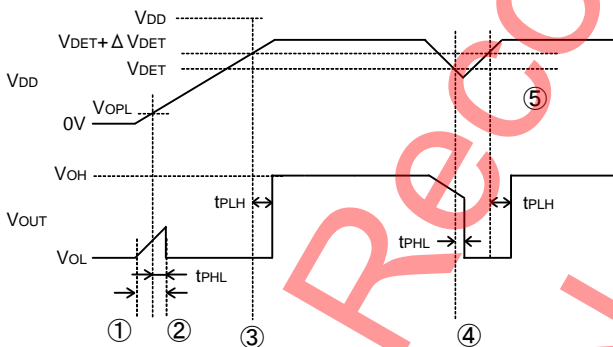 VDD
VDET+ΔVDET
VDET
⑤
VDD
VOPL
0V
VOH
tPLH
tPLH
VOUT
tPHL
VOL
tPHL
①
②
③
④
Reco